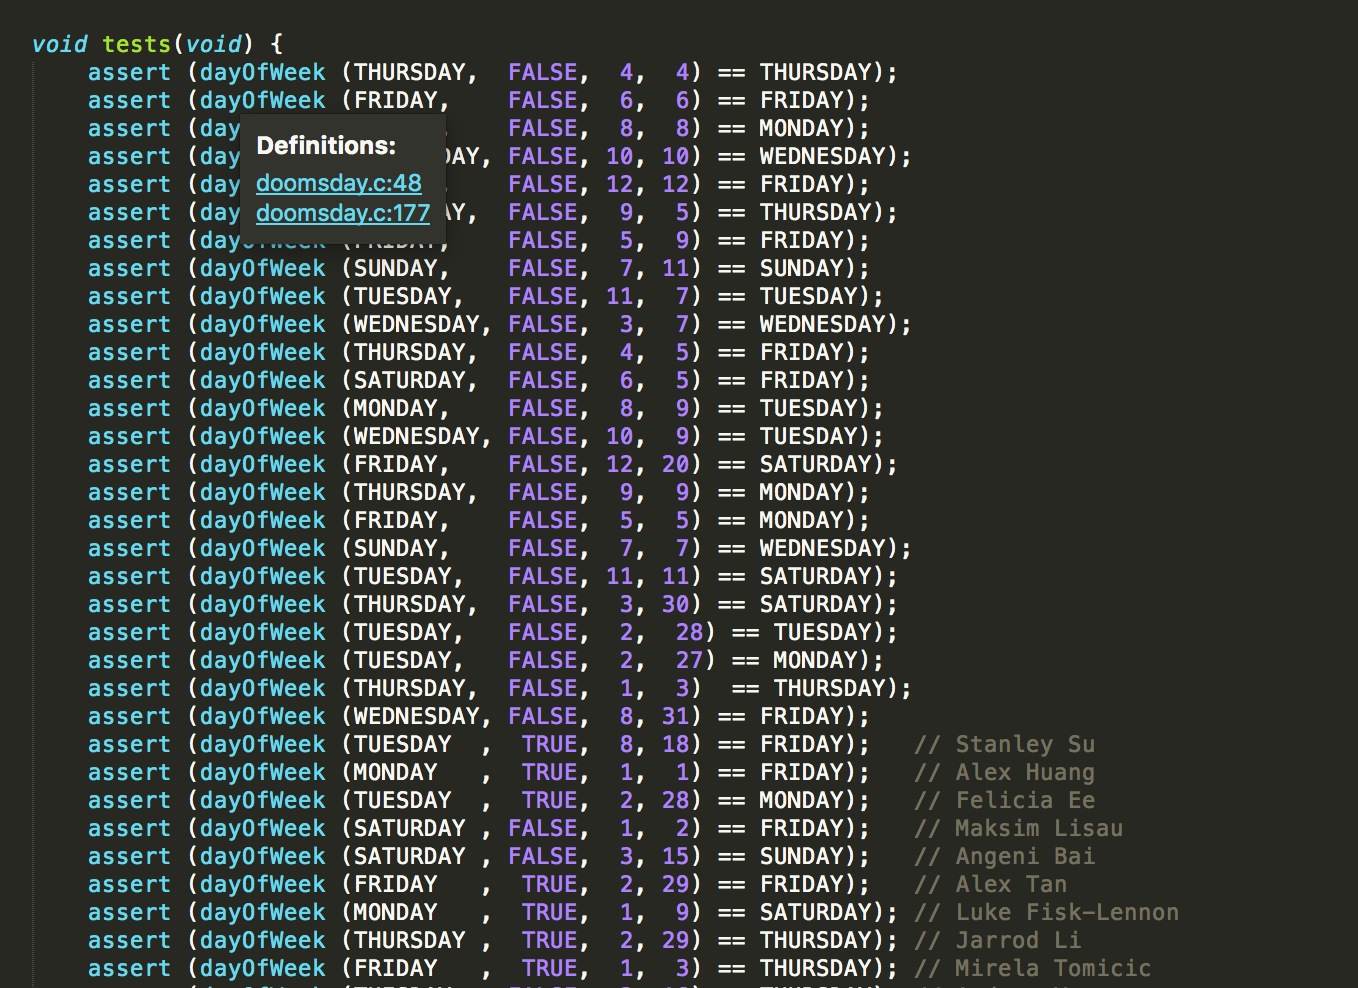 void tests(void) {
assert (dayOfWeek (THURSDAY, FALSE, 4, 4) == THURSDAY);
assert (dayOfWeek (FRIDAY, FALSE, 6, 6) == FRIDAY);
assert (day FALSE, 8, 8) == MONDAY);
assert (day DAY, FALSE, 10, 10) == WEDNESDAY);
assert (day FALSE, 12, 12) == FRIDAY);
assert (day AY, FALSE, 9, 5) == THURSDAY);
assert (dayOfWeek (FRIDAY, FALSE, 5, 9) == FRIDAY);
Definitions:
doomsday.c:48
doomsday.c:177
assert (dayOfWeek (SUNDAY, FALSE, 7, 11) == SUNDAY);
assert (dayOfWeek (TUESDAY, FALSE, 11, 7) == TUESDAY);
assert (dayOfWeek (WEDNESDAY, FALSE, 3, 7) == WEDNESDAY);
assert (dayOfWeek (THURSDAY, FALSE, 4, 5) == FRIDAY);
assert (dayOfWeek (SATURDAY, FALSE, 6, 5) == FRIDAY);
assert (dayOfWeek (MONDAY, FALSE, 8, 9) == TUESDAY);
assert (dayOfWeek (WEDNESDAY, FALSE, 10, 9) == TUESDAY);
assert (dayOfWeek (FRIDAY, FALSE, 12, 20) == SATURDAY);
assert (dayOfWeek (THURSDAY, FALSE, 9, 9) == MONDAY);
assert (dayOfWeek (FRIDAY, FALSE, 5, 5) == MONDAY);
assert (dayOfWeek (SUNDAY, FALSE, 7, 7) == WEDNESDAY);
assert (dayOfWeek (TUESDAY, FALSE, 11, 11) == SATURDAY);
assert (dayOfWeek (THURSDAY, FALSE, 3, 30) == SATURDAY);
assert (dayOfWeek (TUESDAY, FALSE, 2, 28) == TUESDAY);
assert (dayOfWeek (TUESDAY, FALSE, 2, 27) == MONDAY);
assert (dayOfWeek (THURSDAY, FALSE, 1, 3) == THURSDAY);
assert (dayOfWeek (WEDNESDAY, FALSE, 8, 31) == FRIDAY);
assert (dayOfWeek (TUESDAY , TRUE, 8, 18) == FRIDAY); // Stanley Su
assert (dayOfWeek (MONDAY , TRUE, 1, 1) == FRIDAY); // Alex Huang
assert (dayOfWeek (TUESDAY , TRUE, 2, 28) == MONDAY); // Felicia Ee
assert (dayOfWeek (SATURDAY , FALSE, 1, 2) == FRIDAY); // Maksim Lisau
assert (dayOfWeek (SATURDAY , FALSE, 3, 15) == SUNDAY); // Angeni Bai
assert (dayOfWeek (FRIDAY , TRUE, 2, 29) == FRIDAY); // Alex Tan
assert (dayOfWeek (MONDAY , TRUE, 1, 9) == SATURDAY); // Luke Fisk-Lennon
assert (dayOfWeek (THURSDAY , TRUE, 2, 29) == THURSDAY); // Jarrod Li
assert (dayOfWeek (FRIDAY , TRUE, 1, 3) == THURSDAY); // Mirela Tomicic